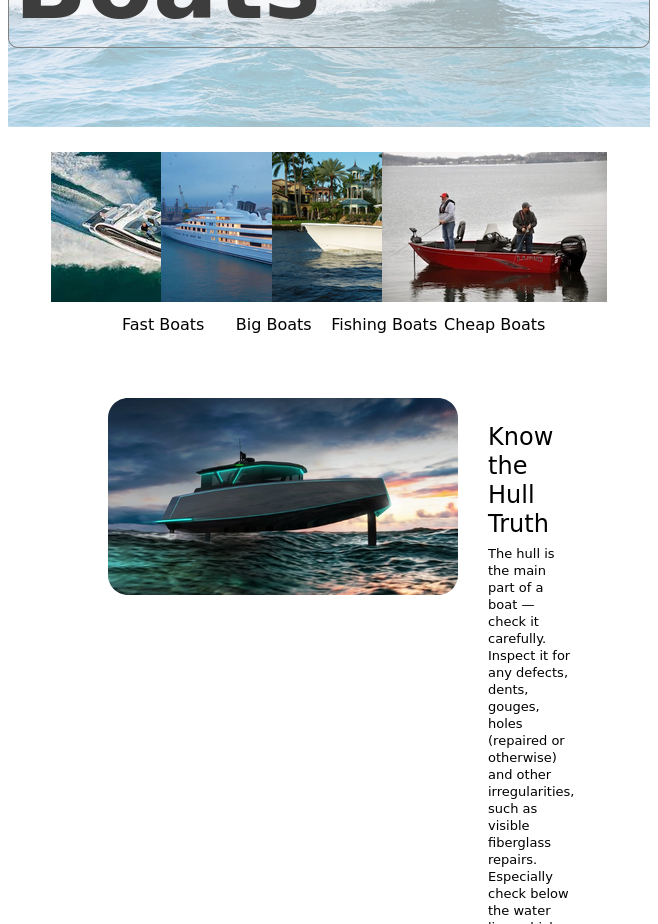 Boats
Fast Boats Big Boats Fishing Boats Cheap Boats
Know
the
Hull
Truth
The hull is
the main
part of a
boat —
check it
carefully.
Inspect it for
any defects,
dents,
gouges,
holes
(repaired or
otherwise)
and other
irregularities,
such as
visible
fiberglass
repairs.
Especially
check below
the water